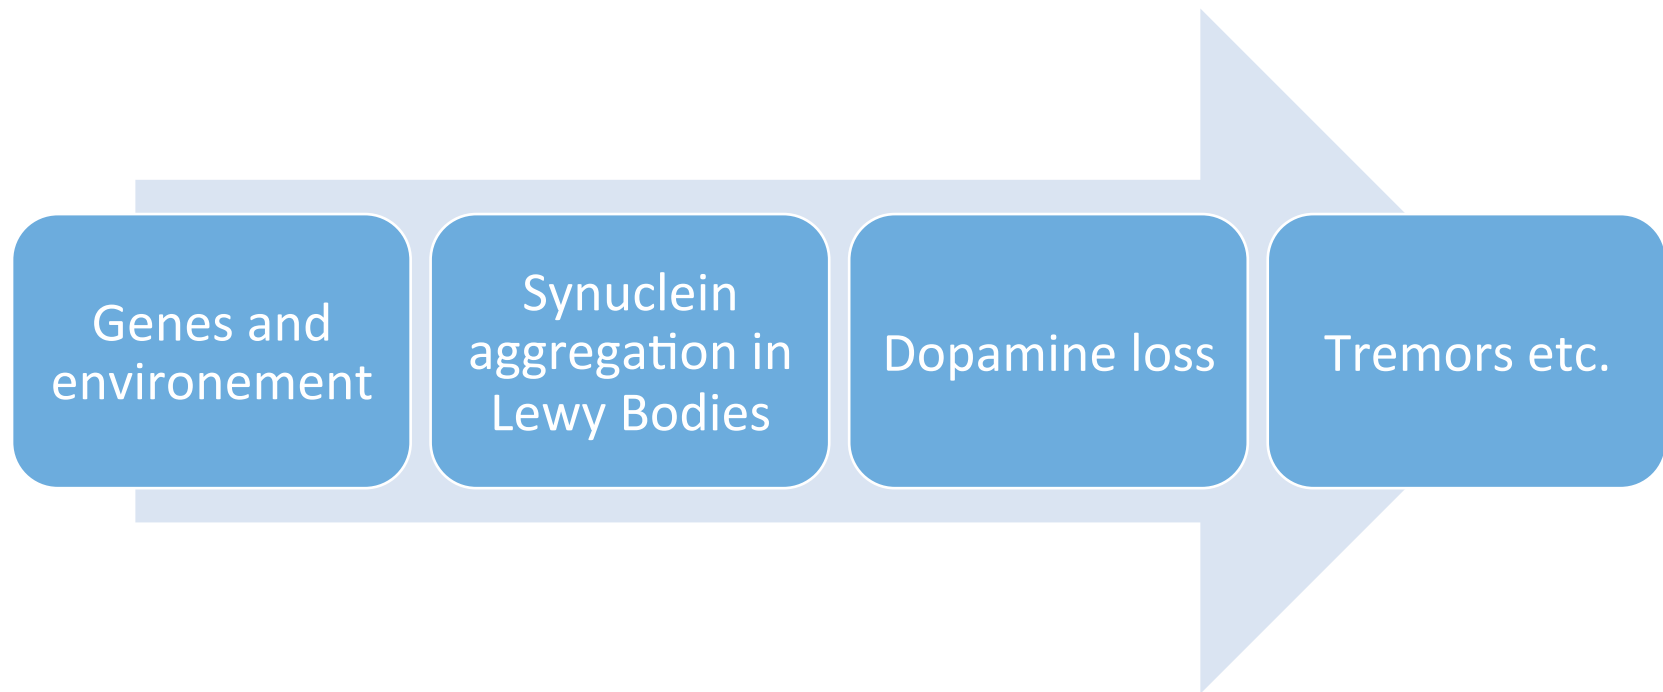 Genes and
environement
Synuclein
aggregation in
Lewy Bodies
Dopamine loss
Tremors etc.